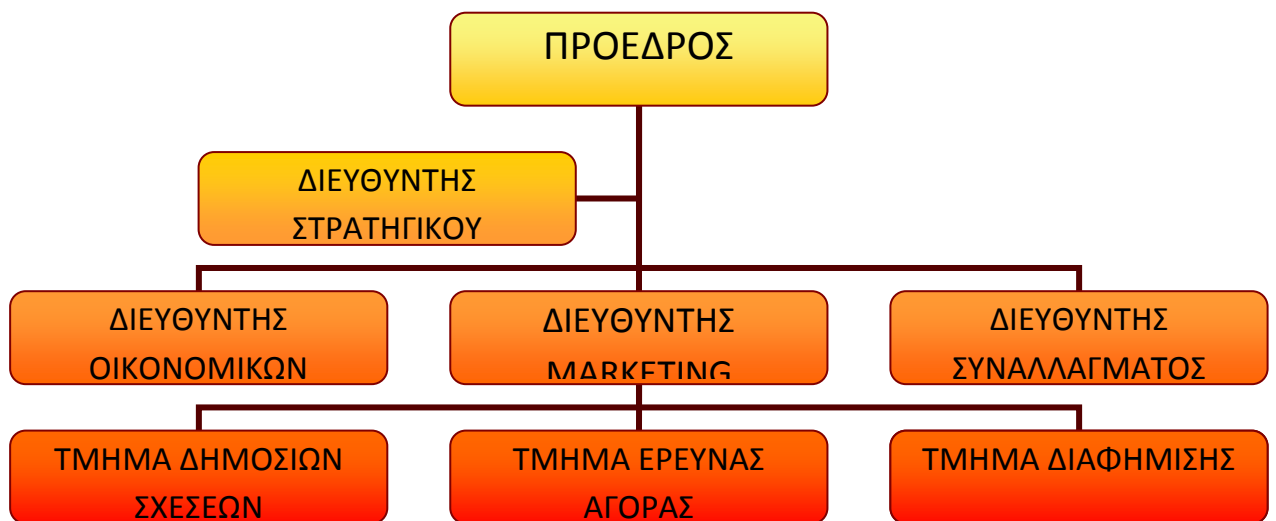 ΠΡΟΕΔΡΟΣ
ΔΙΕΥΘΥΝΤΗΣ
ΣΤΡΑΤΗΓΙΚΟΥ
ΔΙΕΥΘΥΝΤΗΣ
ΟΙΚΟΝΟΜΙΚΩΝ
ΔΙΕΥΘΥΝΤΗΣ
MARKETING
ΔΙΕΥΘΥΝΤΗΣ
ΣΥΝΑΛΛΑΓΜΑΤΟΣ
ΤΜΗΜΑ ΔΗΜΟΣΙΩΝ
ΣΧΕΣΕΩΝ
ΤΜΗΜΑ ΕΡΕΥΝΑΣ
ΑΓΟΡΑΣ
ΤΜΗΜΑ ΔΙΑΦΗΜΙΣΗΣ